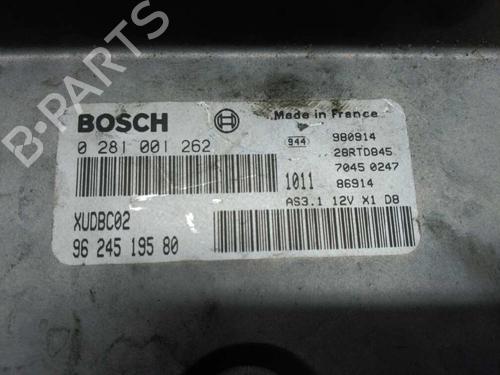 B-PARTS
BOSCH
Made in France
0 281 001 262
944
980914
28RTD845
7045 0247
1011
86914
AS3.1 12V X1 D8
XUDBC02
96 245 195 80